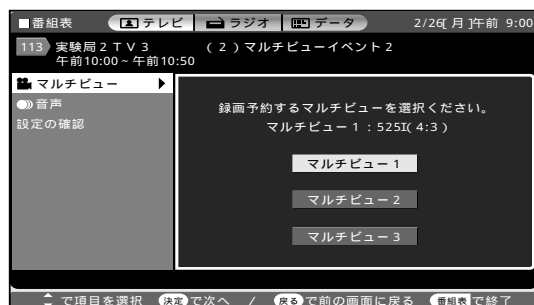 ■番組表 テレビ ラジオ データ 2/26[月]午前 9:00
113 実験局2TV3 (2)マルチビューイベント2
午前10:00～午前10:50
マルチビュー
音声
設定の確認
録画予約するマルチビューを選択ください。
マルチビュー1：525I(4:3)
マルチビュー1
マルチビュー2
マルチビュー3
で項目を選択 決定で次へ / 戻るで前の画面に戻る 番組表で終了